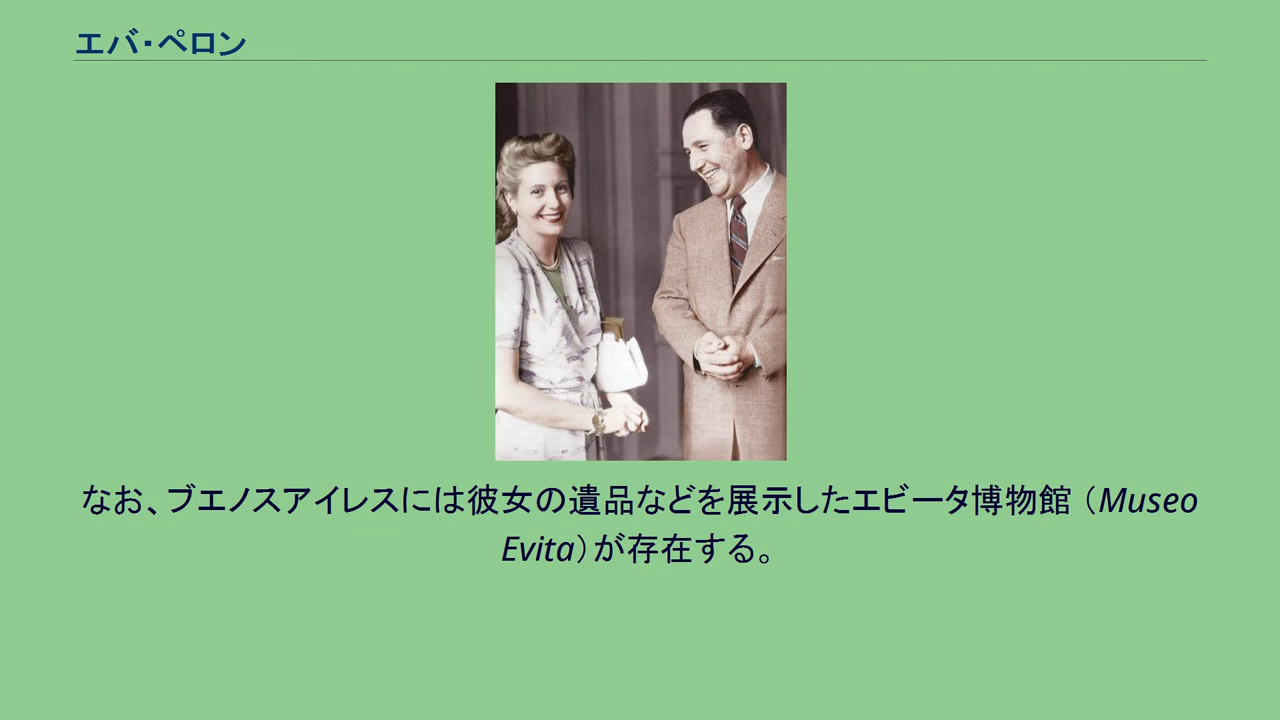 エバ・ペロン
なお、ブエノスアイレスには彼女の遺品などを展示したエビータ博物館（Museo
Evita）が存在する。